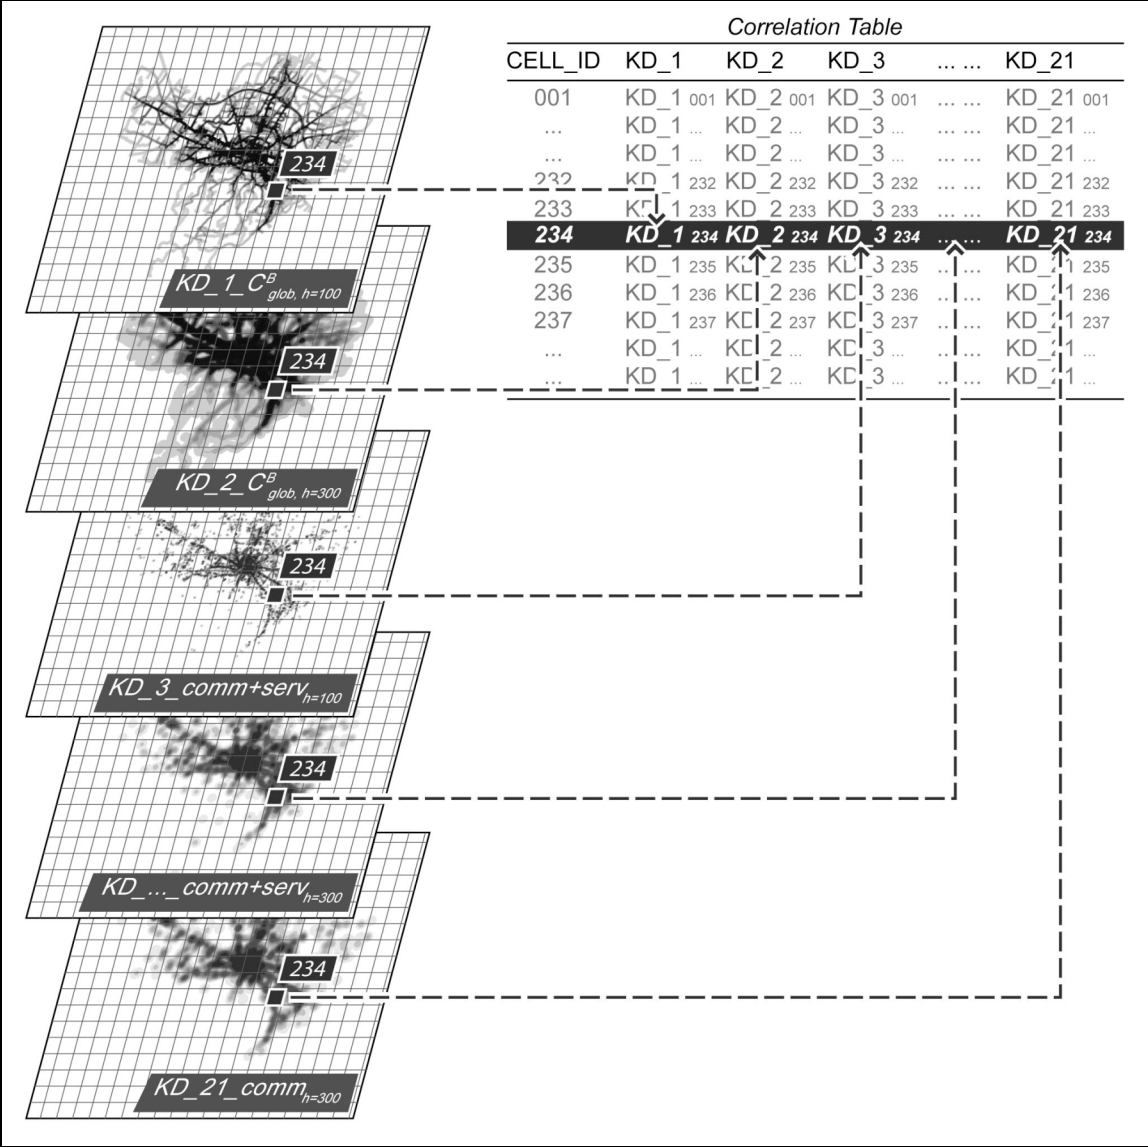 Correlation Table
CELL_ID KD_1 KD_2 KD_3 ... ... KD_21
001 KD_1 001 KD_2 001 KD_3 001 ... ... KD_21 001
... KD_1 ... KD_2 ... KD_3 ... ... ... KD_21 ...
... KD_1 ... KD_2 ... KD_3 ... ... ... KD_21 ...
232 KD_1 232 KD_2 232 KD_3 232 ... ... KD_21 232
233 KD_1 233 KD_2 233 KD_3 233 ... ... KD_21 233
234 KD_1 234 KD_2 234 KD_3 234 ... ... KD_21 234
235 KD_1 235 KD_2 235 KD_3 235 ... ... KD_21 235
236 KD_1 236 KD_2 236 KD_3 236 ... ... KD_21 236
237 KD_1 237 KD_2 237 KD_3 237 ... ... KD_21 237
... KD_1 ... KD_2 ... KD_3 ... ... ... KD_21 ...
... KD_1 ... KD_2 ... KD_3 ... ... ... KD_21 ...
234
KD_1_C^B glob, h=100
234
KD_2_C^B glob, h=300
234
KD_3_comm+serv h=100
234
KD_..._comm+serv h=300
234
KD_21_comm h=300